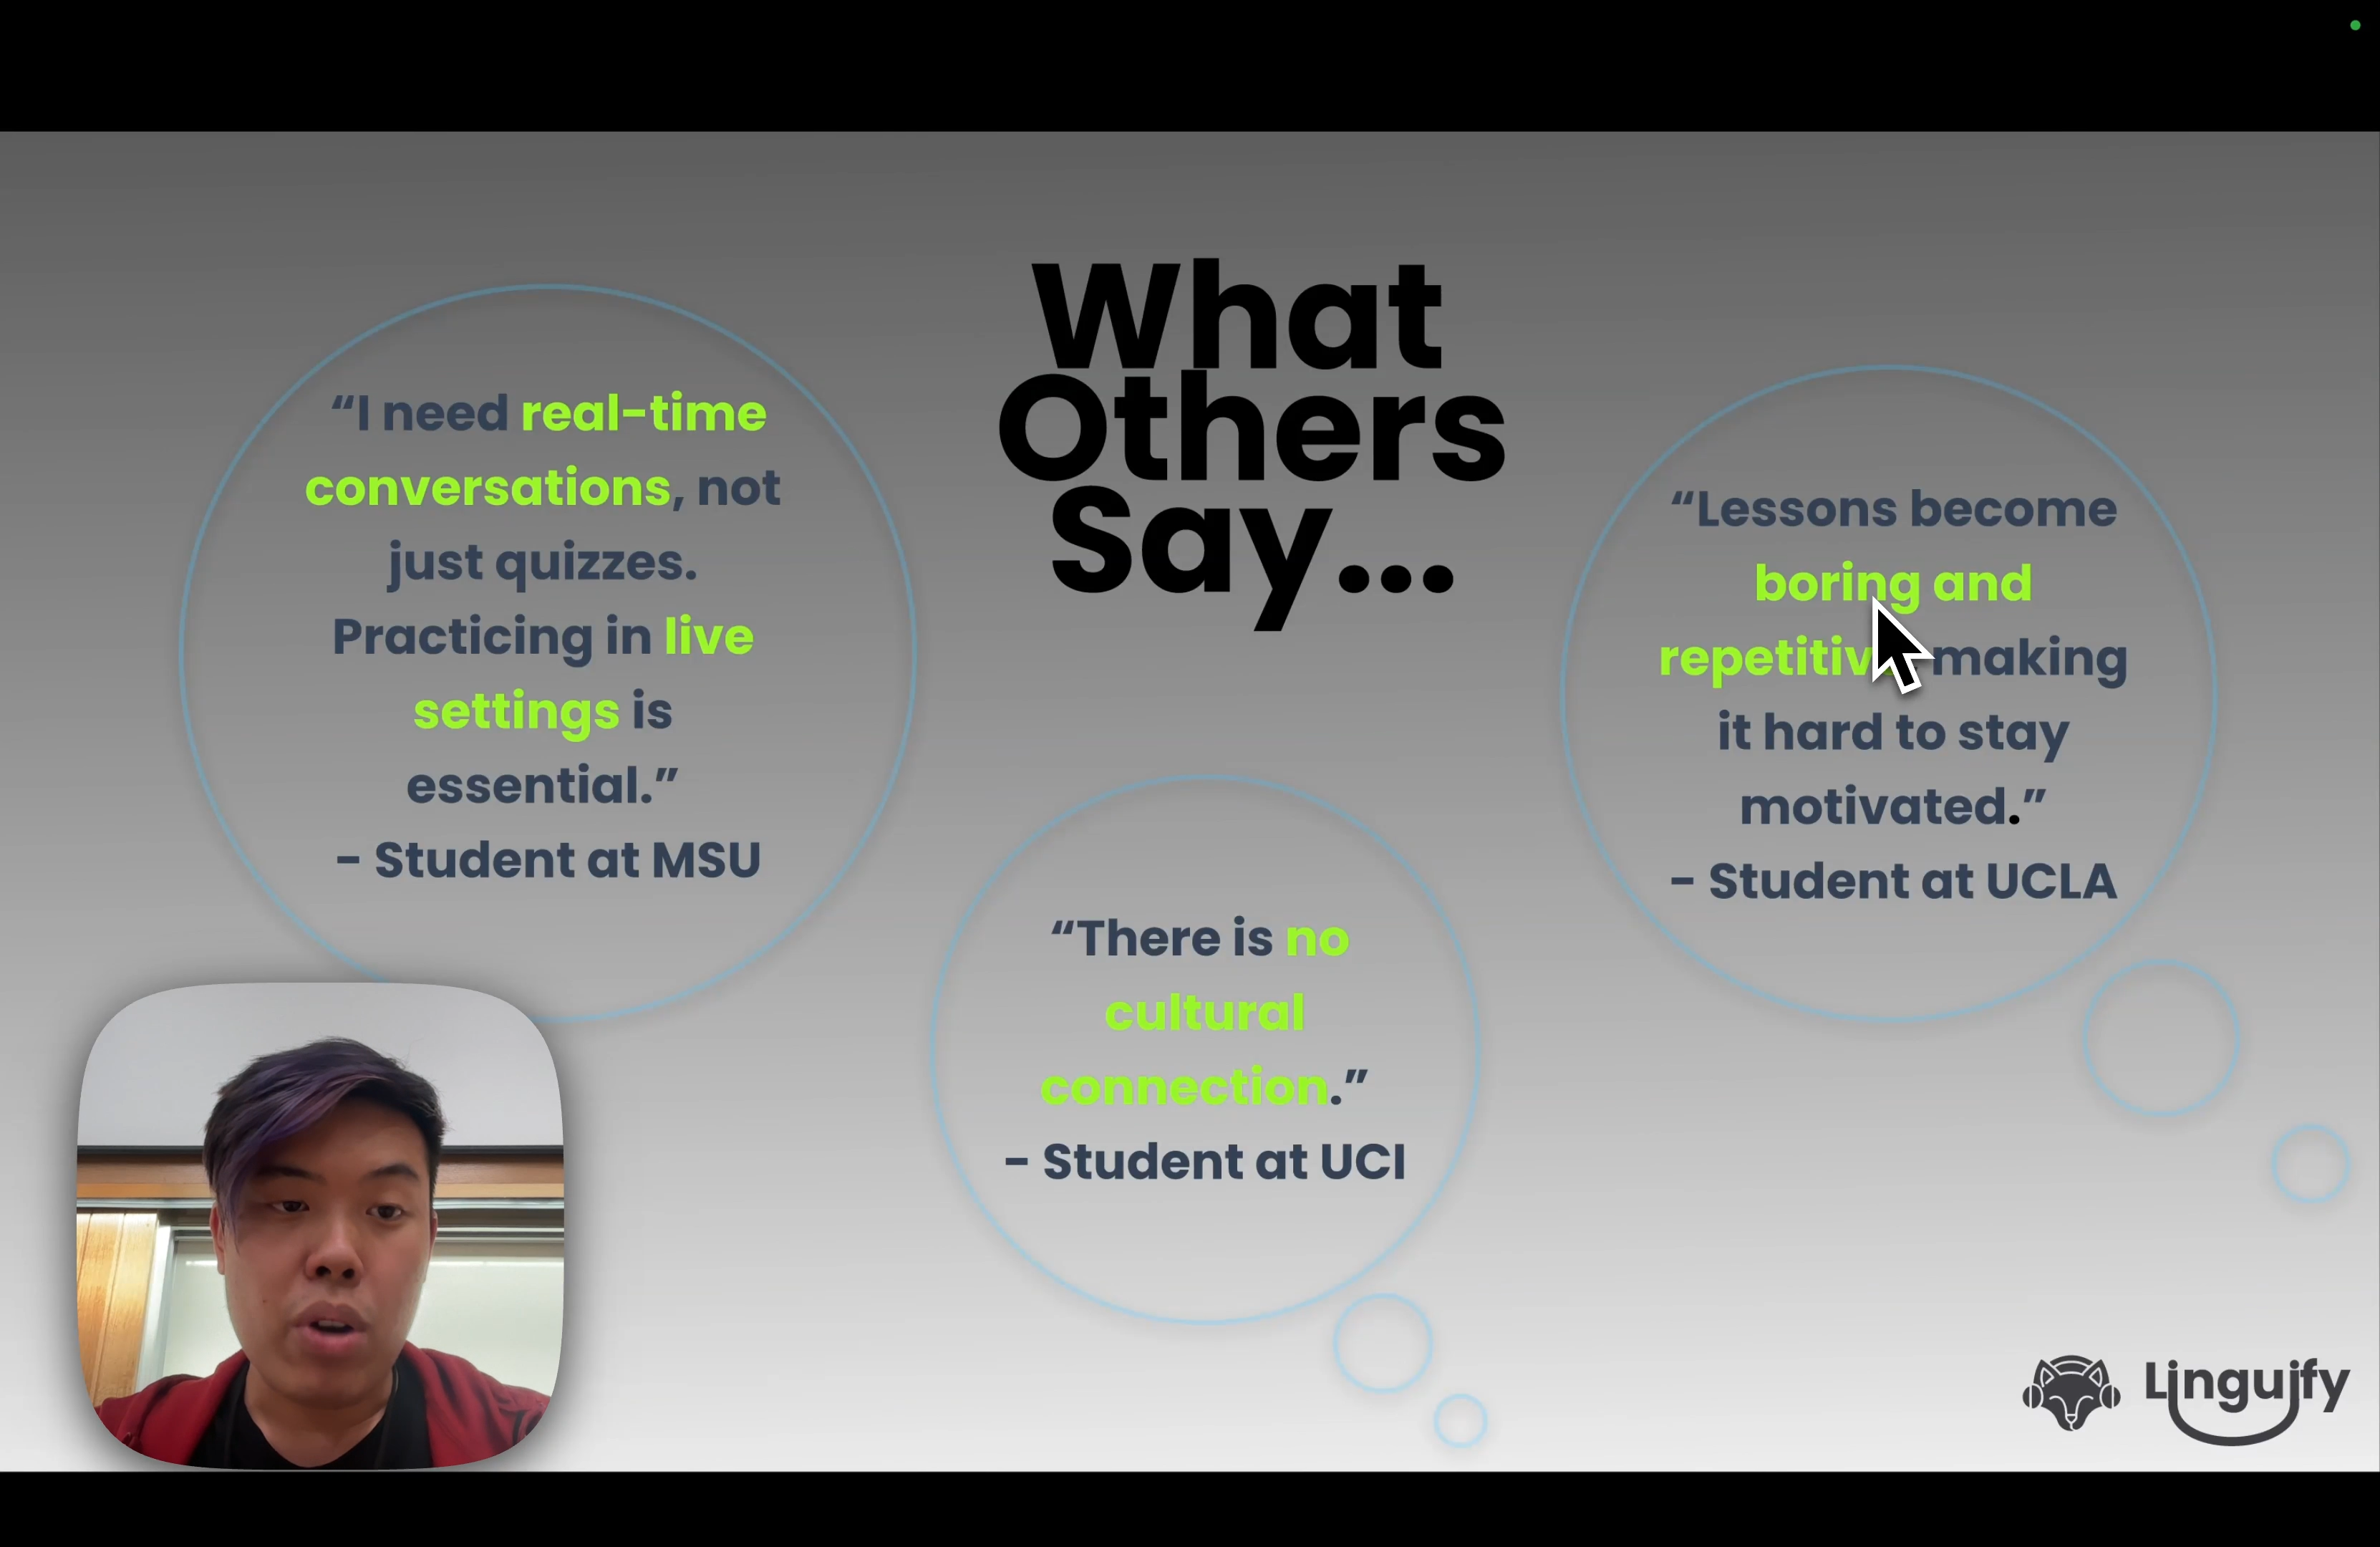 What
Others
Say...
“I need real-time
conversations, not
just quizzes.
Practicing in live
settings is
essential.”
- Student at MSU
“There is no
cultural
connection.”
- Student at UCI
“Lessons become
boring and
repetitive making
it hard to stay
motivated.”
- Student at UCLA
Linguify